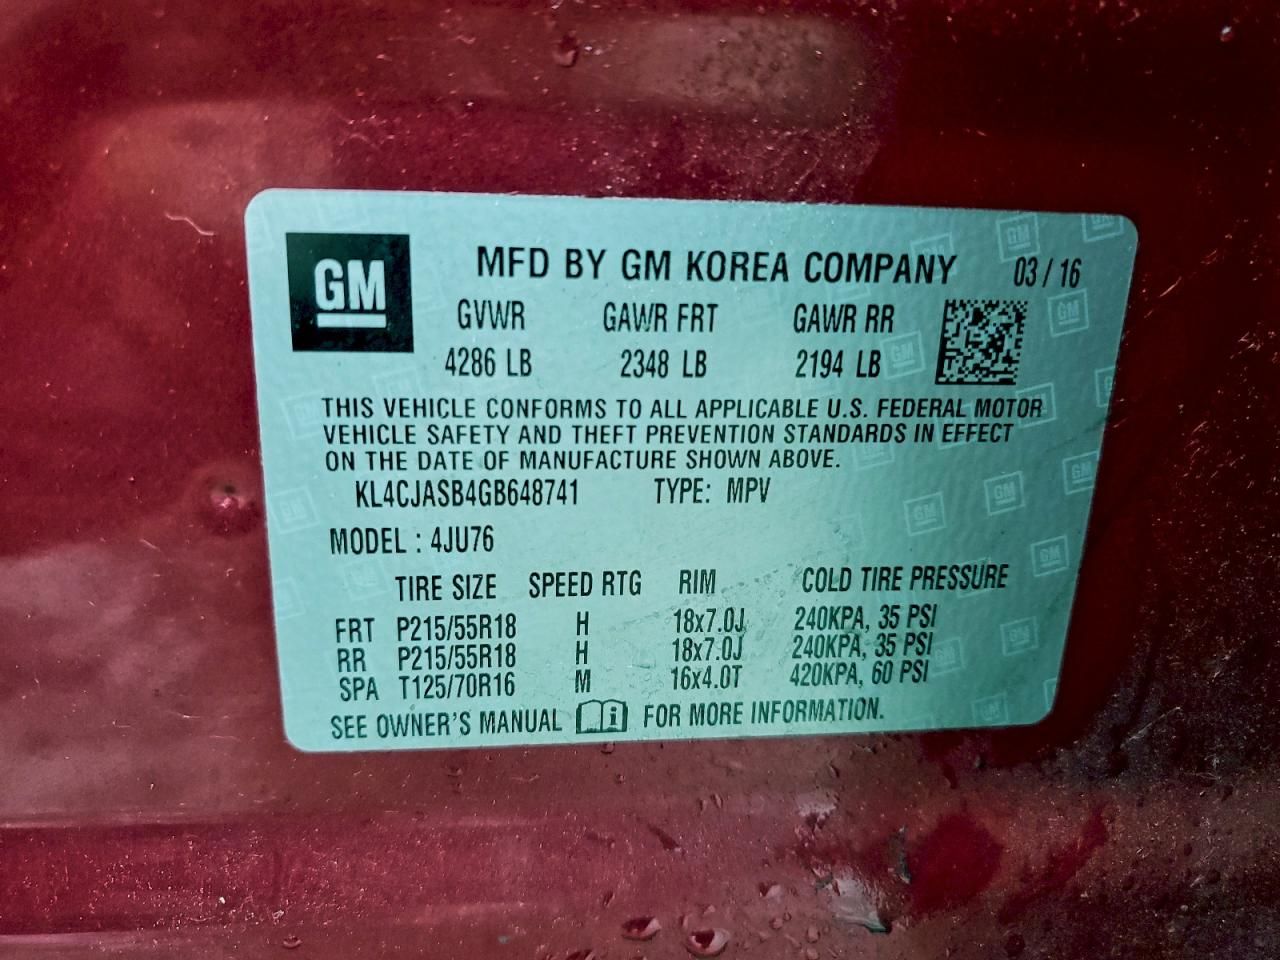 GM
MFD BY GM KOREA COMPANY 03 / 16
GVWR GAWR FRT GAWR RR
4286 LB 2348 LB 2194 LB
THIS VEHICLE CONFORMS TO ALL APPLICABLE U.S. FEDERAL MOTOR
VEHICLE SAFETY AND THEFT PREVENTION STANDARDS IN EFFECT
ON THE DATE OF MANUFACTURE SHOWN ABOVE.
KL4CJASB4GB648741 TYPE: MPV
MODEL : 4JU76
TIRE SIZE SPEED RTG RIM COLD TIRE PRESSURE
FRT P215/55R18 H 18x7.0J 240KPA, 35 PSI
RR P215/55R18 H 18x7.0J 240KPA, 35 PSI
SPA T125/70R16 M 16x4.0T 420KPA, 60 PSI
SEE OWNER'S MANUAL FOR MORE INFORMATION.